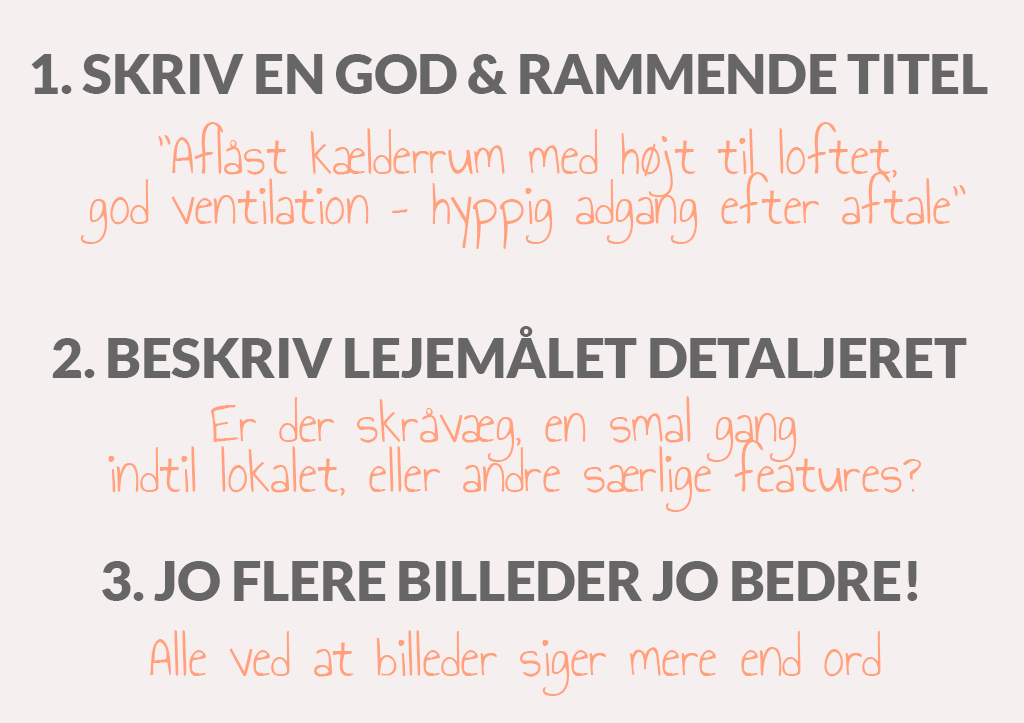 1. SKRIV EN GOD & RAMMENDE TITEL
"Aflåst kælderrum med højt til loftet,
god ventilation - hyppig adgang efter aftale"
2. BESKRIV LEJEMÅLET DETALJERET
Er der skråvæg, en smal gang
indtil lokalet, eller andre særlige features?
3. JO FLERE BILLEDER JO BEDRE!
Alle ved at billeder siger mere end ord